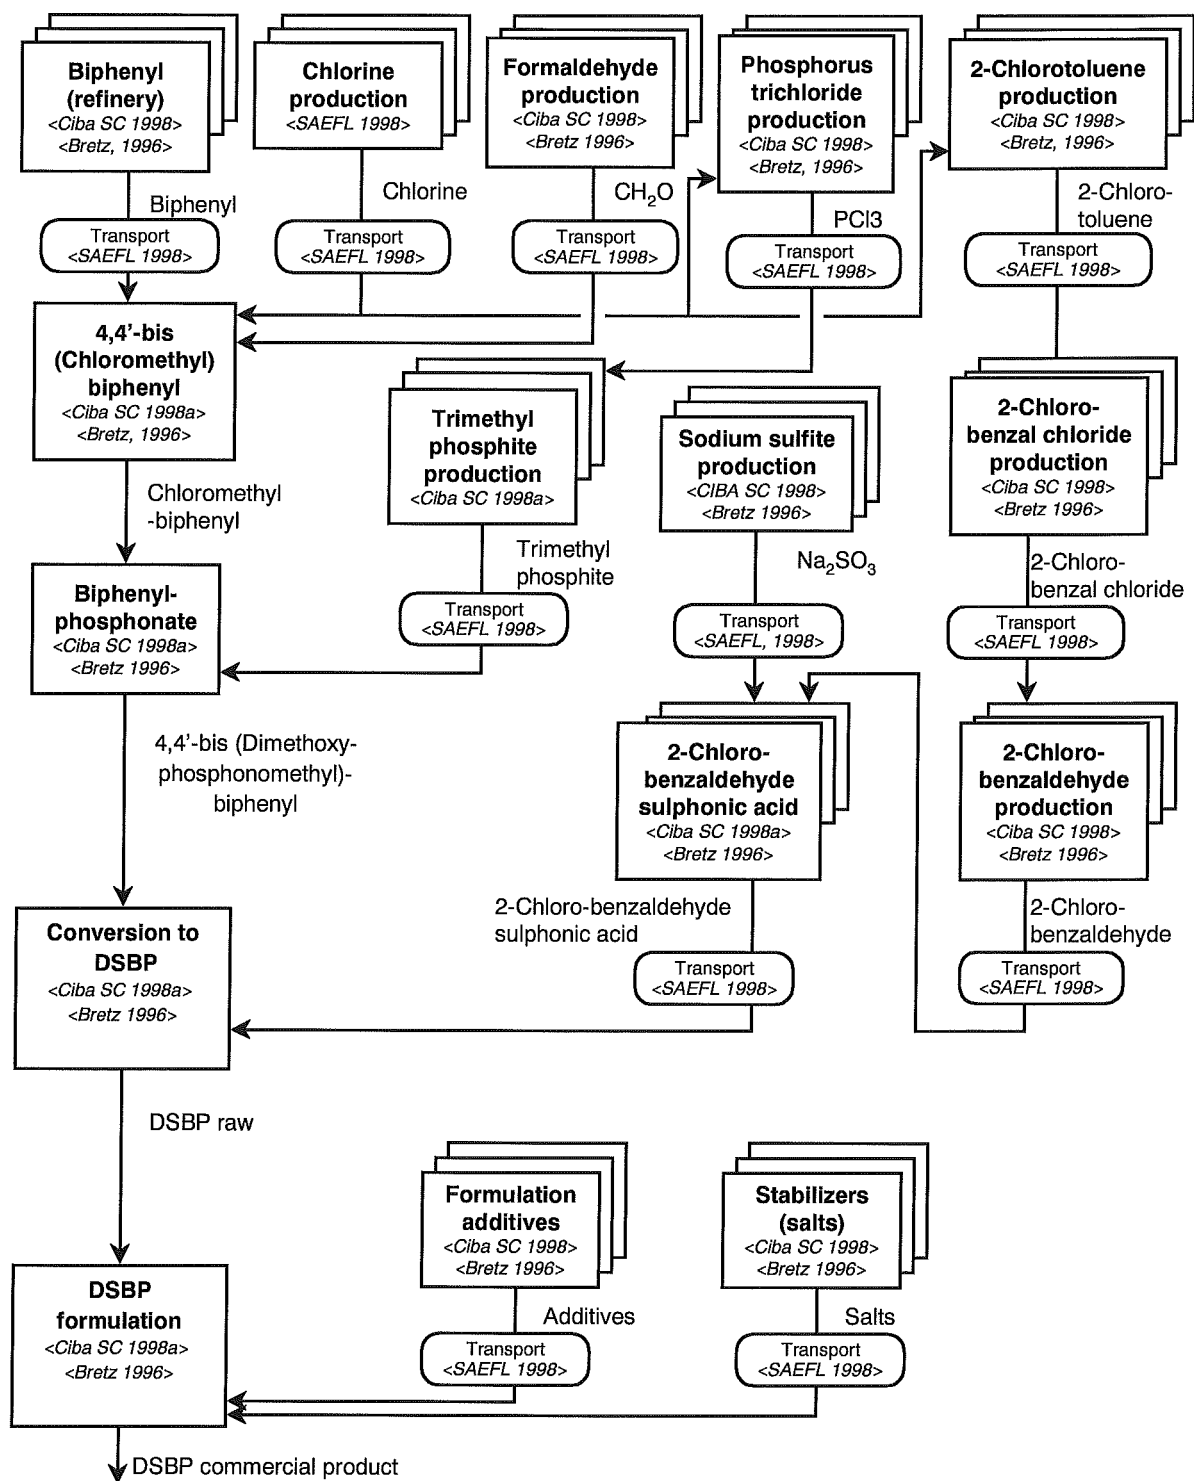 Biphenyl
(refinery)
<Ciba SC 1998>
<Bretz, 1996>
Chlorine
production
<SAEFL 1998>
Formaldehyde
production
<Ciba SC 1998>
<Bretz 1996>
Phosphorus
trichloride
production
<Ciba SC 1998>
<Bretz, 1996>
2-Chlorotoluene
production
<Ciba SC 1998>
<Bretz, 1996>
Biphenyl
Chlorine
CH2O
PCl3
2-Chloro-
toluene
Transport
<SAEFL 1998>
Transport
<SAEFL 1998>
Transport
<SAEFL 1998>
Transport
<SAEFL 1998>
Transport
<SAEFL 1998>
4,4'-bis
(Chloromethyl)
biphenyl
<Ciba SC 1998a>
<Bretz, 1996>
Trimethyl
phosphite
production
<Ciba SC 1998a>
Sodium sulfite
production
<CIBA SC 1998>
<Bretz 1996>
2-Chloro-
benzal chloride
production
<Ciba SC 1998>
<Bretz 1996>
Chloromethyl
-biphenyl
Trimethyl
phosphite
Na2SO3
2-Chloro-
benzal chloride
Biphenyl-
phosphonate
<Ciba SC 1998a>
<Bretz 1996>
Transport
<SAEFL 1998>
Transport
<SAEFL, 1998>
Transport
<SAEFL 1998>
4,4'-bis (Dimethoxy-
phosphonomethyl)-
biphenyl
2-Chloro-
benzaldehyde
sulphonic acid
<Ciba SC 1998a>
<Bretz 1996>
2-Chloro-
benzaldehyde
production
<Ciba SC 1998>
<Bretz 1996>
2-Chloro-benzaldehyde
sulphonic acid
2-Chloro-
benzaldehyde
Conversion to
DSBP
<Ciba SC 1998a>
<Bretz 1996>
Transport
<SAEFL 1998>
Transport
<SAEFL 1998>
DSBP raw
Formulation
additives
<Ciba SC 1998>
<Bretz 1996>
Stabilizers
(salts)
<Ciba SC 1998>
<Bretz 1996>
Additives
Salts
DSBP
formulation
<Ciba SC 1998a>
<Bretz 1996>
Transport
<SAEFL 1998>
Transport
<SAEFL 1998>
DSBP commercial product